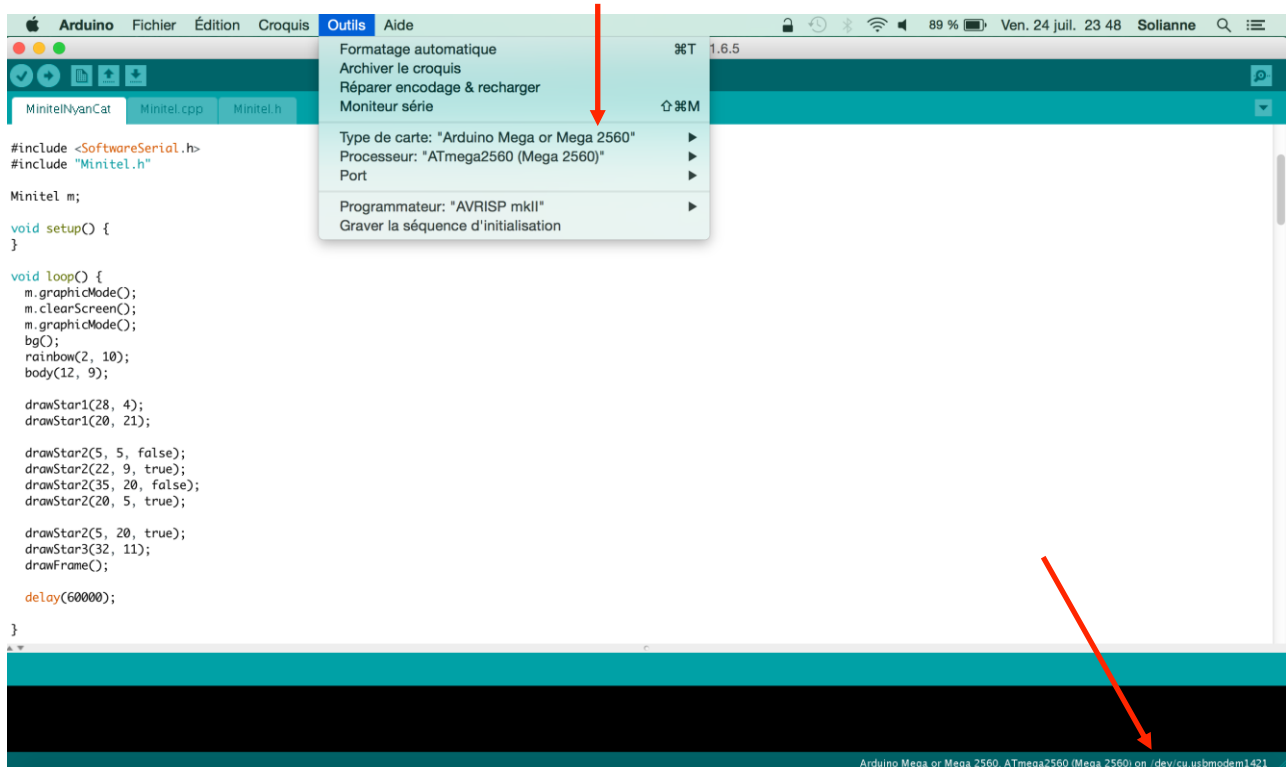 Arduino Fichier Édition Croquis Outils Aide 89 % Ven. 24 juil. 23 48 Solianne
1.6.5
Formatage automatique ⌘T
Archiver le croquis
Réparer encodage & recharger
Moniteur série ⇧⌘M
Type de carte: "Arduino Mega or Mega 2560"
Processeur: "ATmega2560 (Mega 2560)"
Port
Programmateur: "AVRISP mkII"
Graver la séquence d'initialisation
MinitelNyanCat Minitel.cpp Minitel.h
#include <SoftwareSerial.h>
#include "Minitel.h"
Minitel m;
void setup() {
}
void loop() {
m.graphicMode();
m.clearScreen();
m.graphicMode();
bg();
rainbow(2, 10);
body(12, 9);
drawStar1(28, 4);
drawStar1(20, 21);
drawStar2(5, 5, false);
drawStar2(22, 9, true);
drawStar2(35, 20, false);
drawStar2(20, 5, true);
drawStar2(5, 20, true);
drawStar3(32, 11);
drawFrame();
delay(60000);
}
Arduino Mega or Mega 2560, ATmega2560 (Mega 2560) on /dev/cu.usbmodem1421